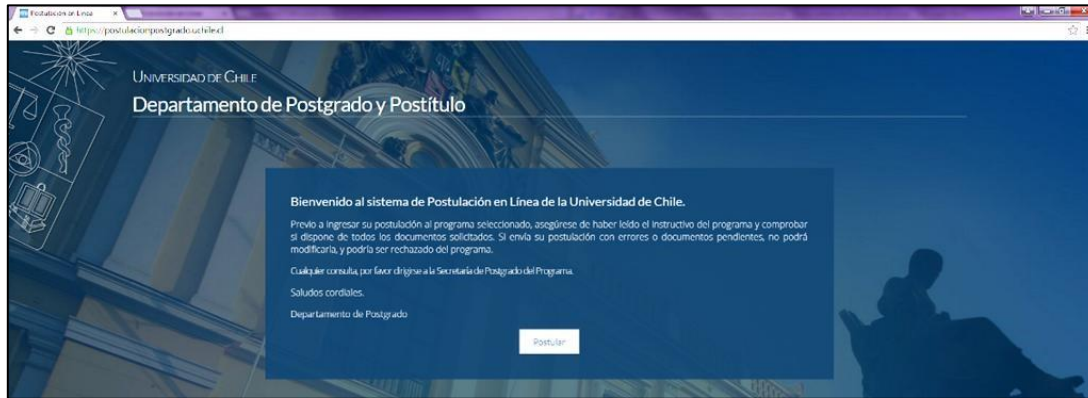 Postulación en Línea
https://postulacionpostgrado.uchile.cl
UNIVERSIDAD DE CHILE
Departamento de Postgrado y Postítulo
Bienvenido al sistema de Postulación en Línea de la Universidad de Chile.
Previo a ingresar su postulación al programa seleccionado, asegúrese de haber leído el instructivo del programa y comprobar
si dispone de todos los documentos solicitados. Si envía su postulación con errores o documentos pendientes, no podrá
modificarla, y podría ser rechazado del programa.
Cualquier consulta, por favor dirigirse a la Secretaría de Postgrado del Programa.
Saludos cordiales.
Departamento de Postgrado
Postular